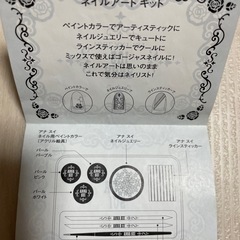 ネイルアート キット
ペイントカラーでアーティスティックに
ネイルジュエリーでキュートに
ラインスティッカーでクールに
ミックスで使えばゴージャスネイルに!
ネイルアートは思いのまま
これで気分はネイリスト!
アナ スイ
ネイル用ペイントカラー
(アクリル絵具)
アナ スイ
ネイルジュエリー
アナ スイ
ラインスティッカー
パール
パープル
パール
ピンク
パール
ホワイト